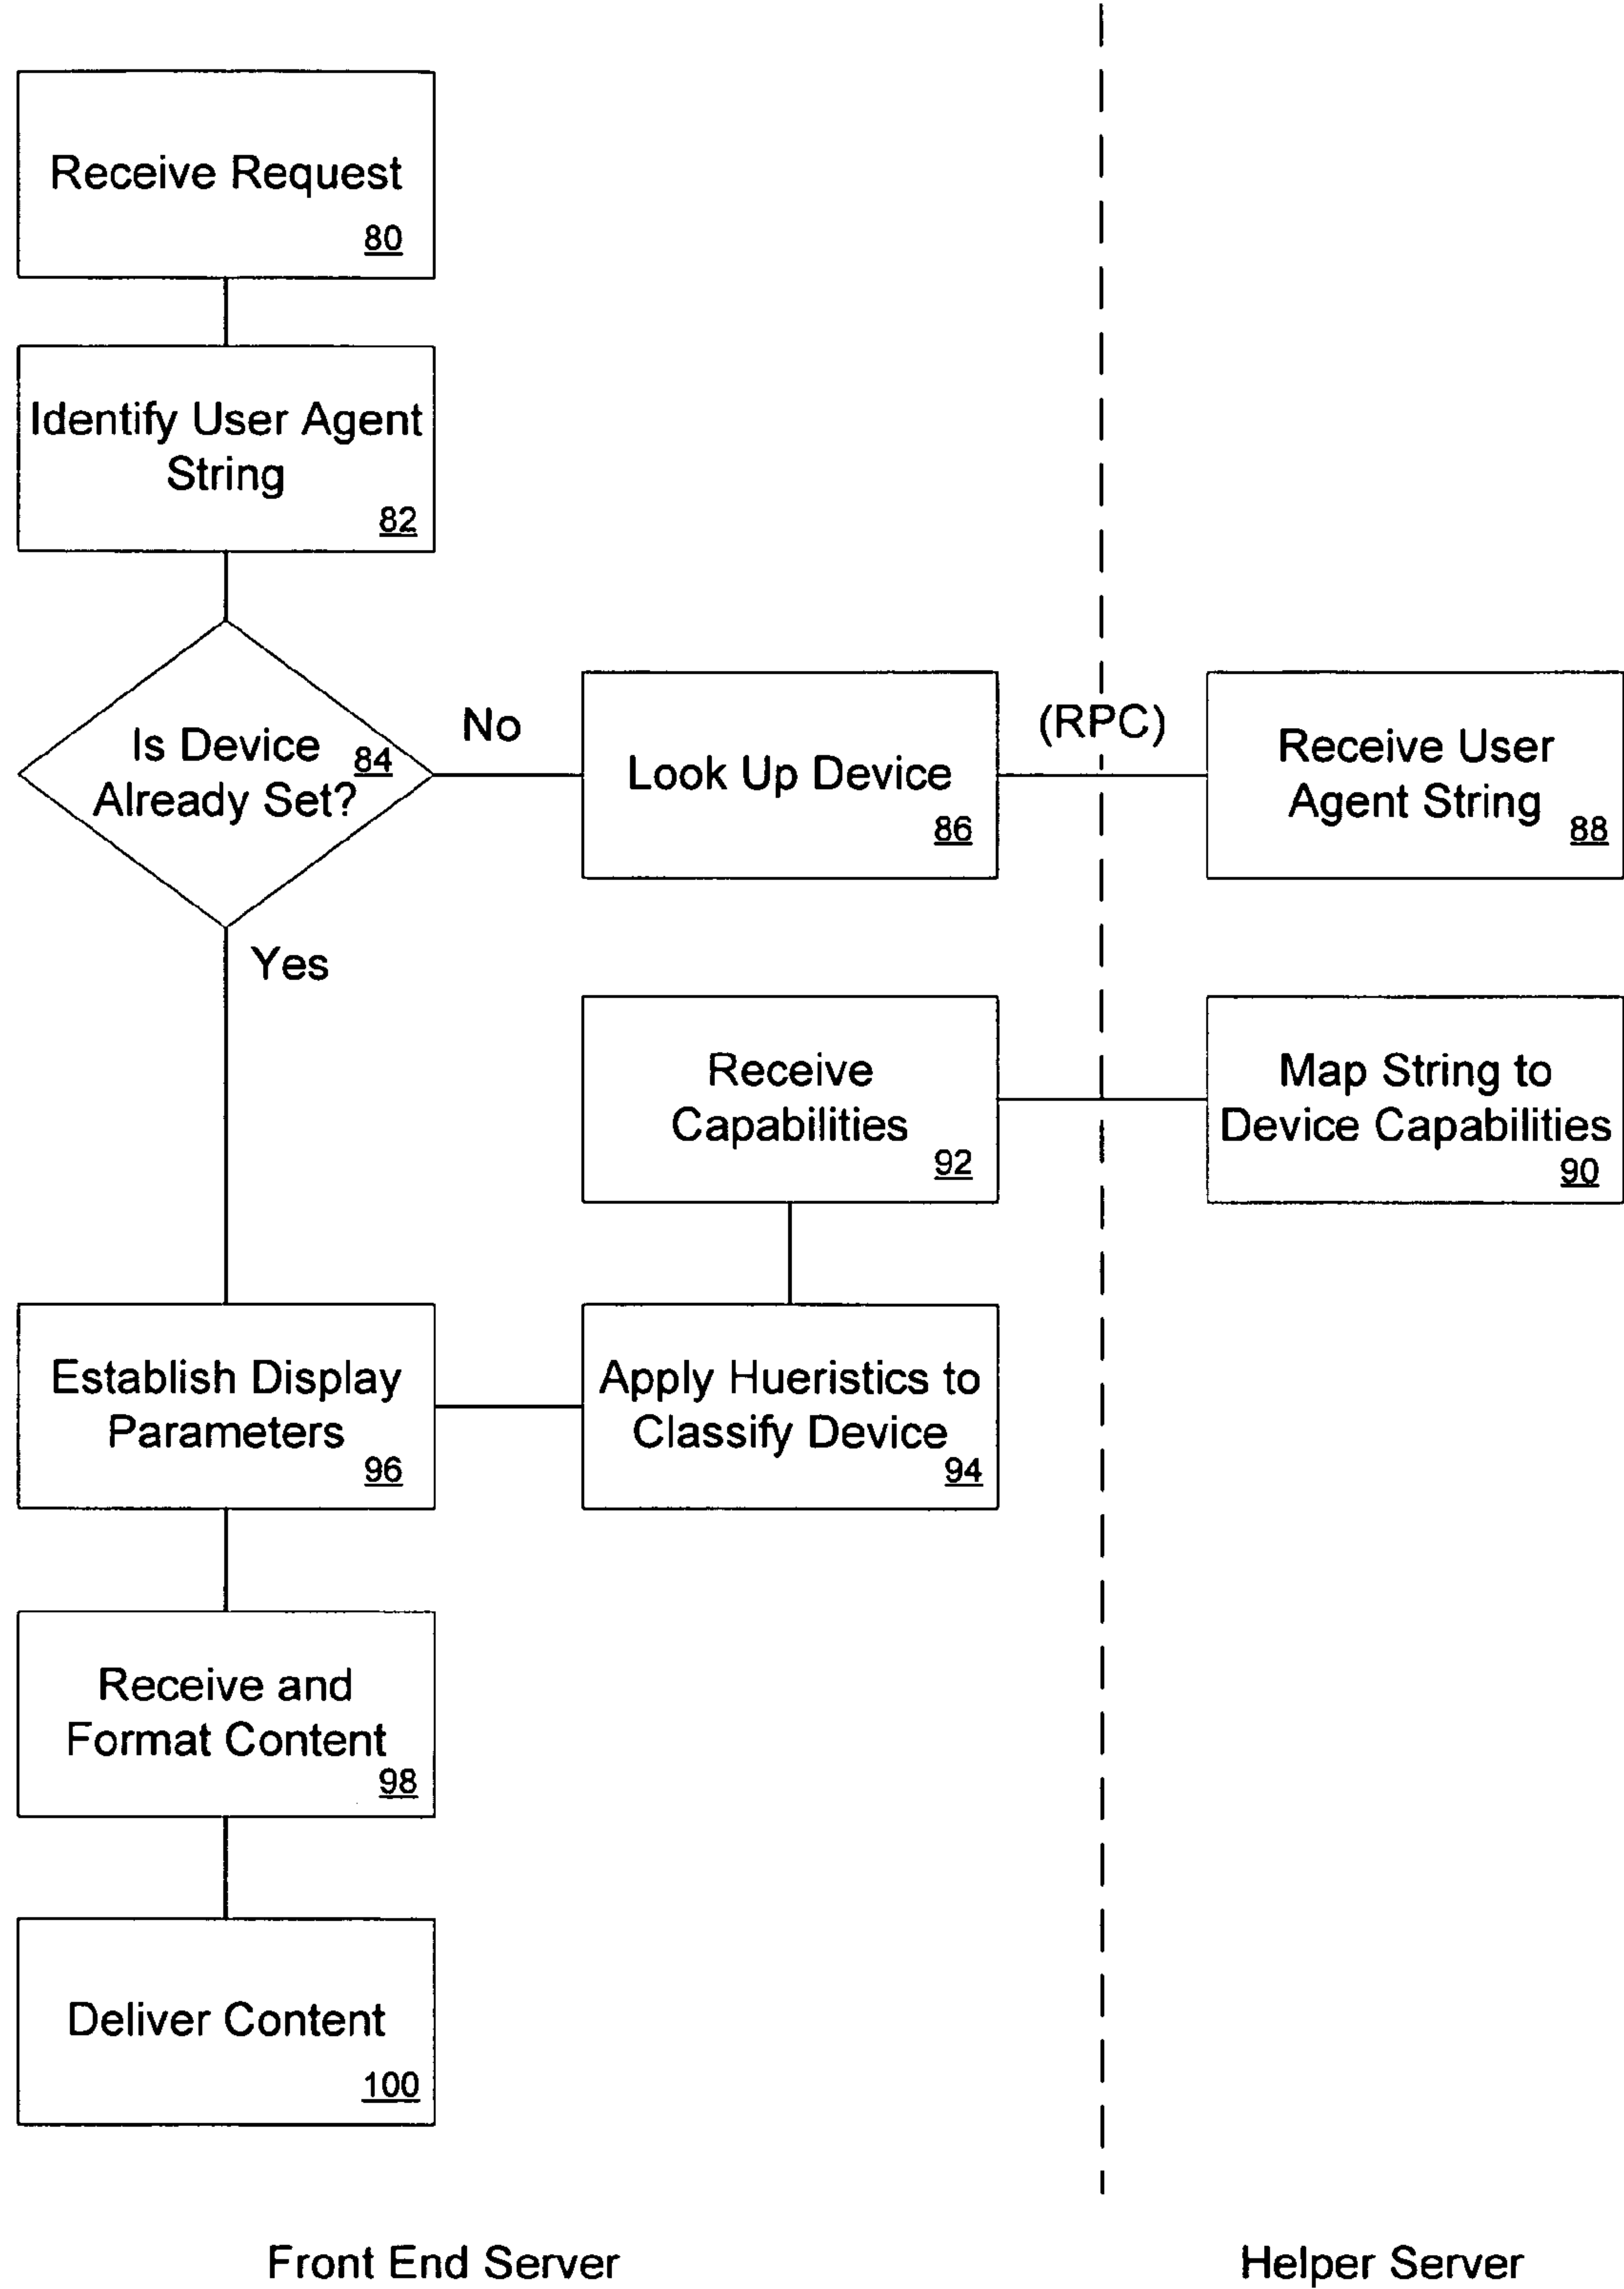 Receive Request
80
Identify User Agent
String
82
Is Device
Already Set?
84
No
Look Up Device
86
(RPC)
Receive User
Agent String
88
Yes
Receive
Capabilities
92
Map String to
Device Capabilities
90
Establish Display
Parameters
96
Apply Hueristics to
Classify Device
94
Receive and
Format Content
98
Deliver Content
100
Front End Server
Helper Server